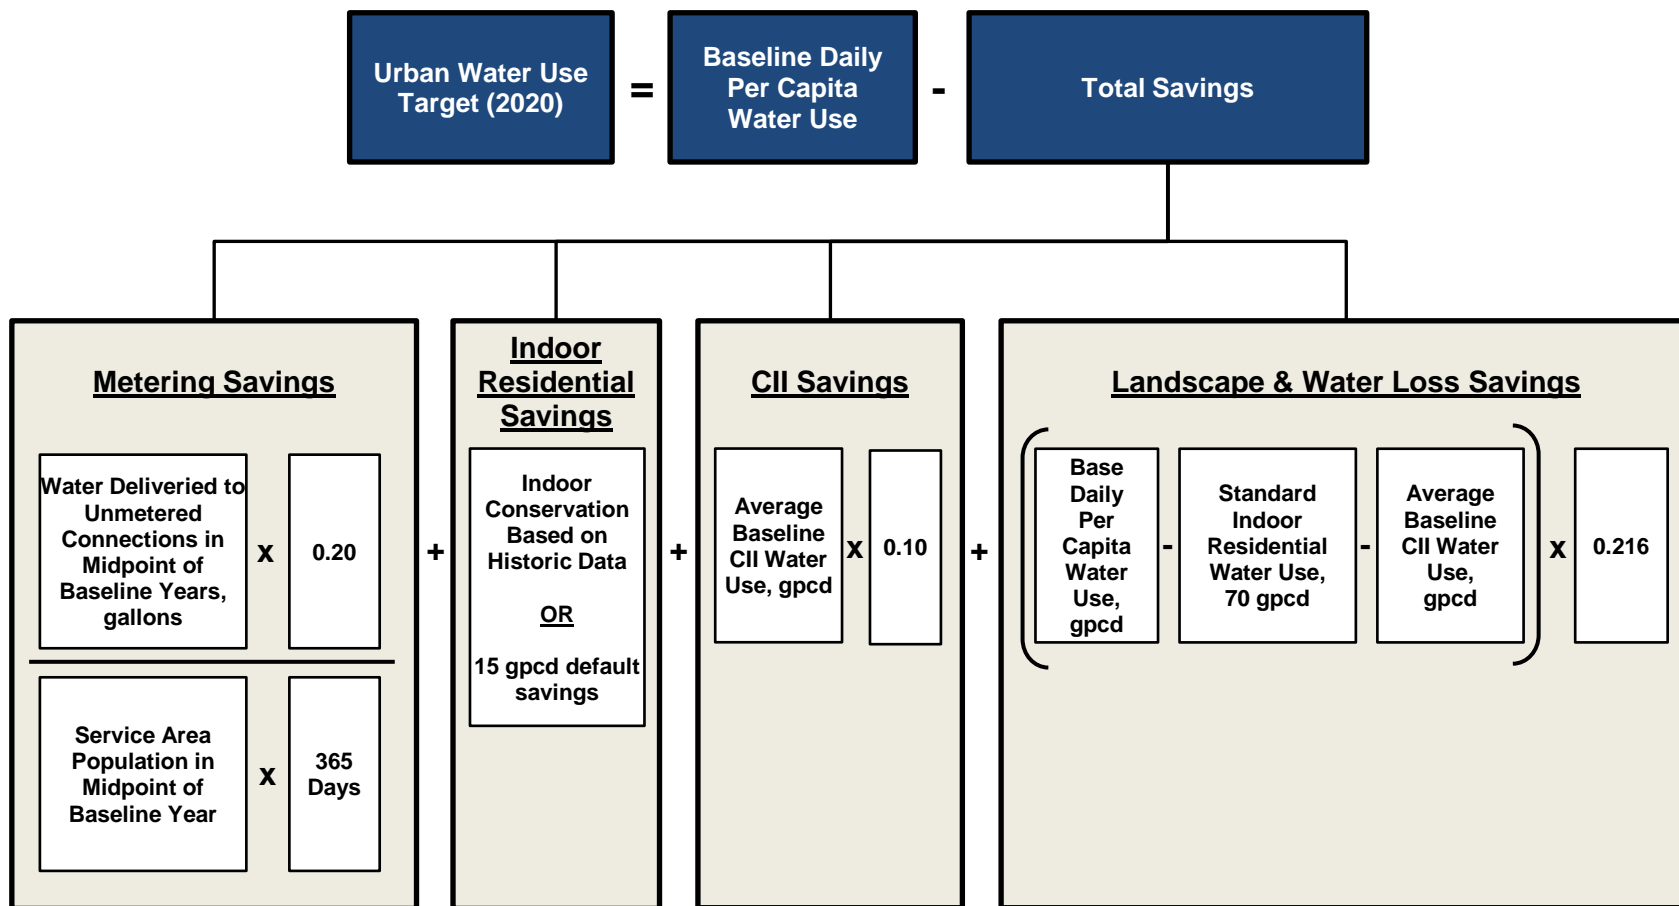 Urban Water Use
Target (2020)
=
Baseline Daily
Per Capita
Water Use
-
Total Savings
Metering Savings
Water Deliveried to
Unmetered
Connections in
Midpoint of
Baseline Years,
gallons
x
0.20
Service Area
Population in
Midpoint of
Baseline Year
x
365
Days
+
Indoor
Residential
Savings
Indoor
Conservation
Based on
Historic Data
OR
15 gpcd default
savings
+
CII Savings
Average
Baseline
CII Water
Use, gpcd
x
0.10
+
Landscape & Water Loss Savings
(
Base
Daily
Per
Capita
Water
Use,
gpcd
-
Standard
Indoor
Residential
Water Use,
70 gpcd
-
Average
Baseline
CII Water
Use,
gpcd
)
x
0.216